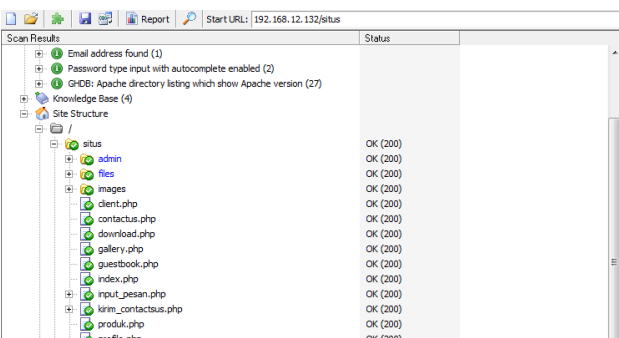 Report Start URL: 192.168.12.132/situs
Scan Results Status
Email address found (1)
Password type input with autocomplete enabled (2)
GHDB: Apache directory listing which show Apache version (27)
Knowledge Base (4)
Site Structure
/
situs OK (200)
admin OK (200)
files OK (200)
images OK (200)
client.php OK (200)
contactus.php OK (200)
download.php OK (200)
gallery.php OK (200)
guestbook.php OK (200)
index.php OK (200)
input_pesan.php OK (200)
kirim_contactsus.php OK (200)
produk.php OK (200)
profile.php OK (200)